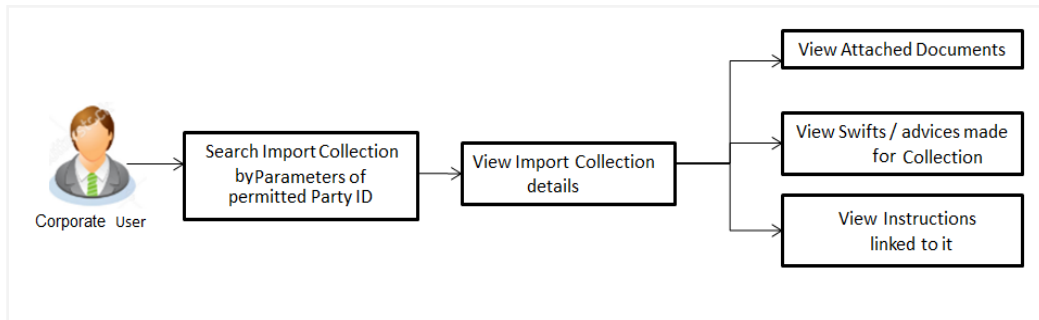 View Attached Documents
Search Import Collection
byParameters of
permitted Party ID
View Import Collection
details
View Swifts / advices made
for Collection
View Instructions
linked to it
Corporate User